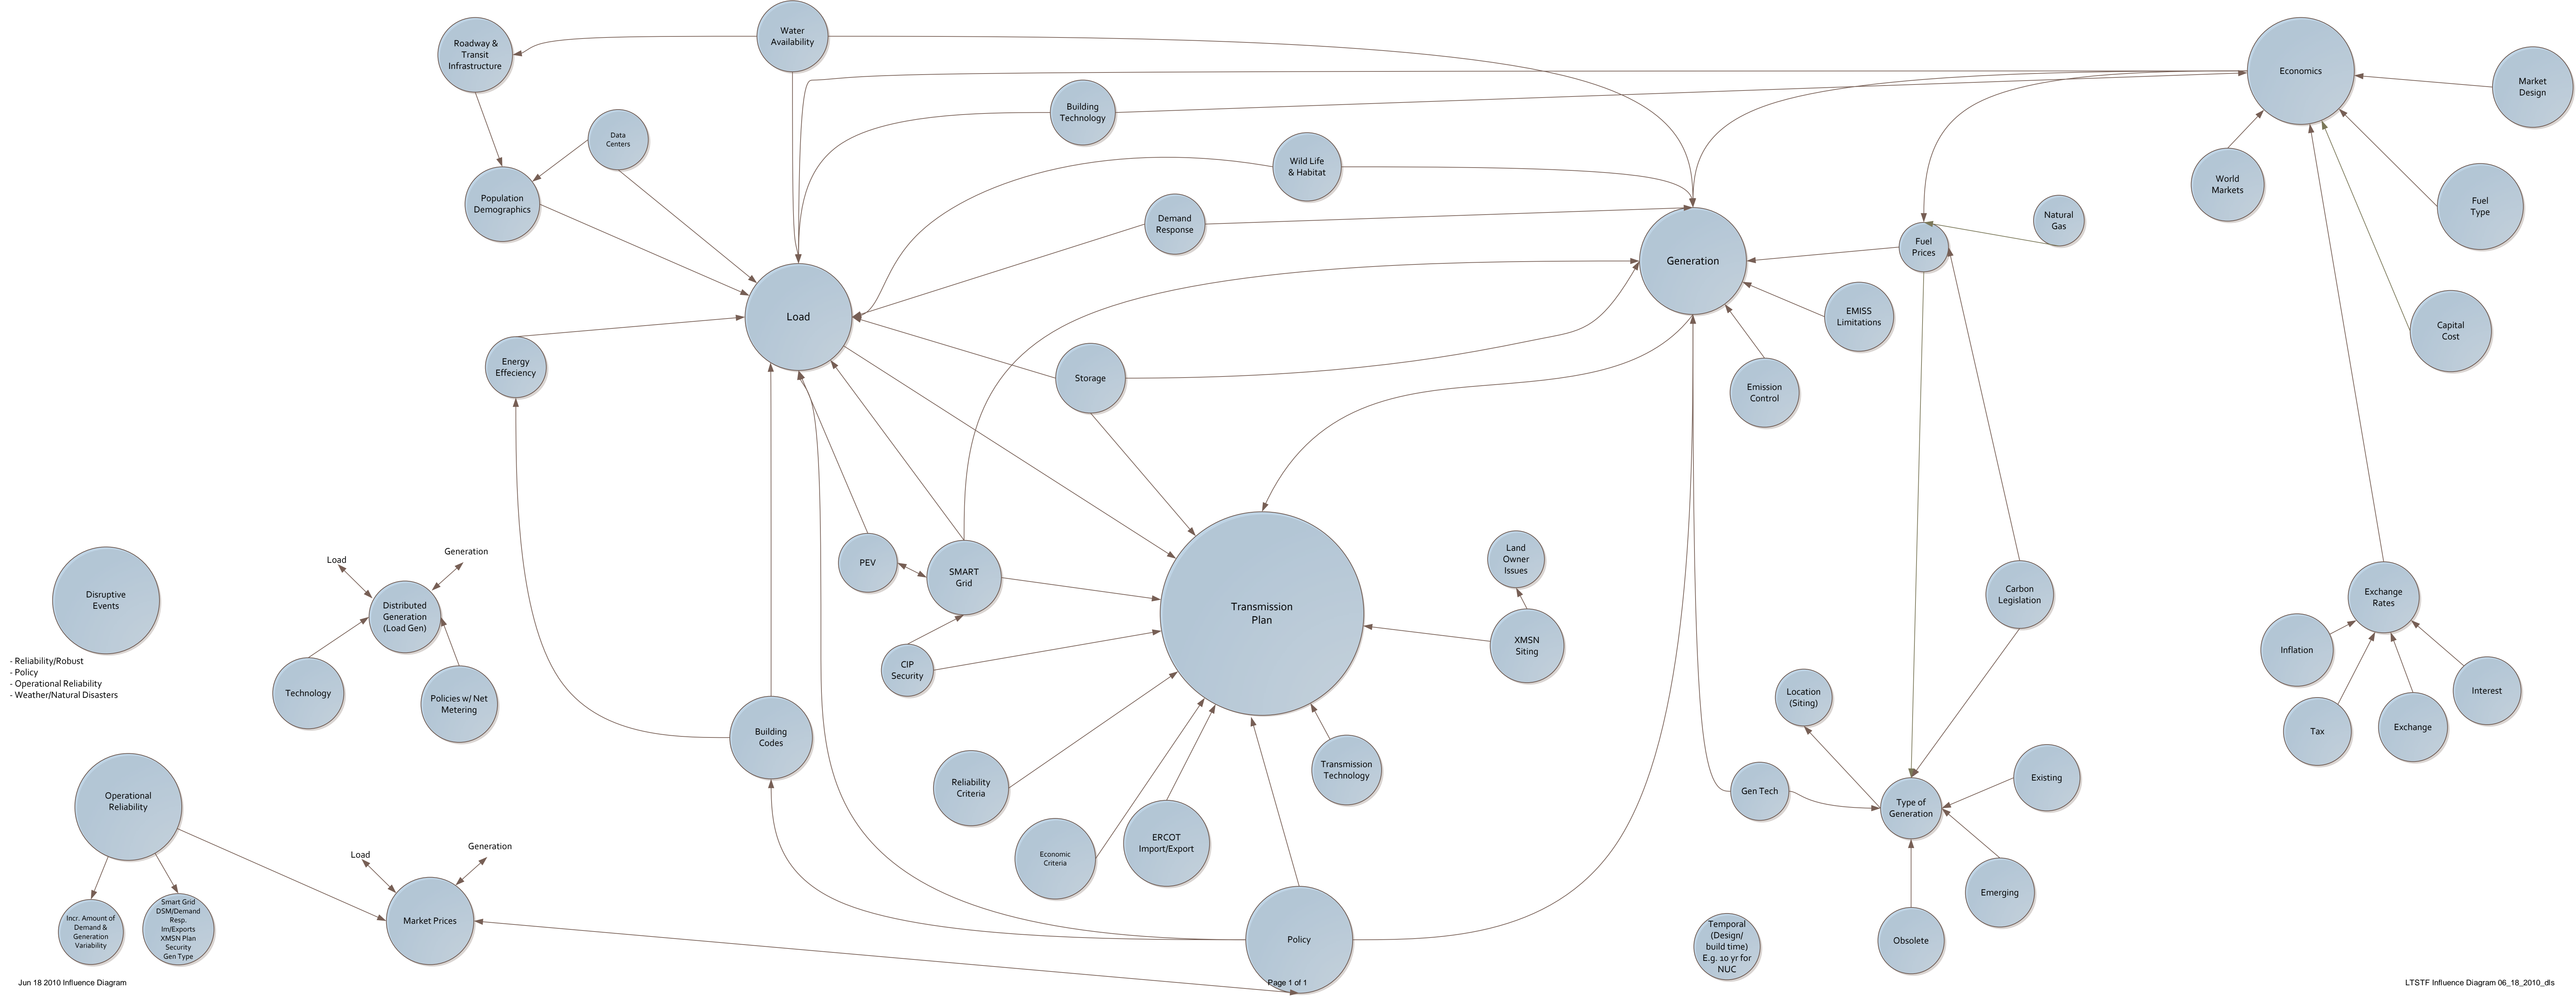 Water
Availability
Roadway &
Transit
Infrastructure
Economics
Market
Design
Building
Technology
Data
Centers
Wild Life
& Habitat
World
Markets
Population
Demographics
Demand
Response
Natural
Gas
Fuel
Type
Fuel
Prices
Generation
Load
EMISS
Limitations
Capital
Cost
Energy
Effeciency
Storage
Emission
Control
Land
Owner
Issues
PEV
SMART
Grid
Transmission
Plan
Disruptive
Events
- Reliability/Robust
- Policy
- Operational Reliability
- Weather/Natural Disasters
Load
Generation
Distributed
Generation
(Load Gen)
Technology
Policies w/ Net
Metering
CIP
Security
XMSN
Siting
Carbon
Legislation
Exchange
Rates
Inflation
Tax
Exchange
Interest
Location
(Siting)
Building
Codes
Reliability
Criteria
Transmission
Technology
Gen Tech
Type of
Generation
Existing
Operational
Reliability
Economic
Criteria
ERCOT
Import/Export
Emerging
Load
Generation
Market Prices
Incr. Amount of
Demand &
Generation
Variability
Smart Grid
DSM/Demand
Resp.
Im/Exports
XMSN Plan
Security
Gen Type
Policy
Temporal
(Design/
build time)
E.g. 10 yr for
NUC
Obsolete
Jun 18 2010 Influence Diagram
Page 1 of 1
LTSTF Influence Diagram 06_18_2010_dls